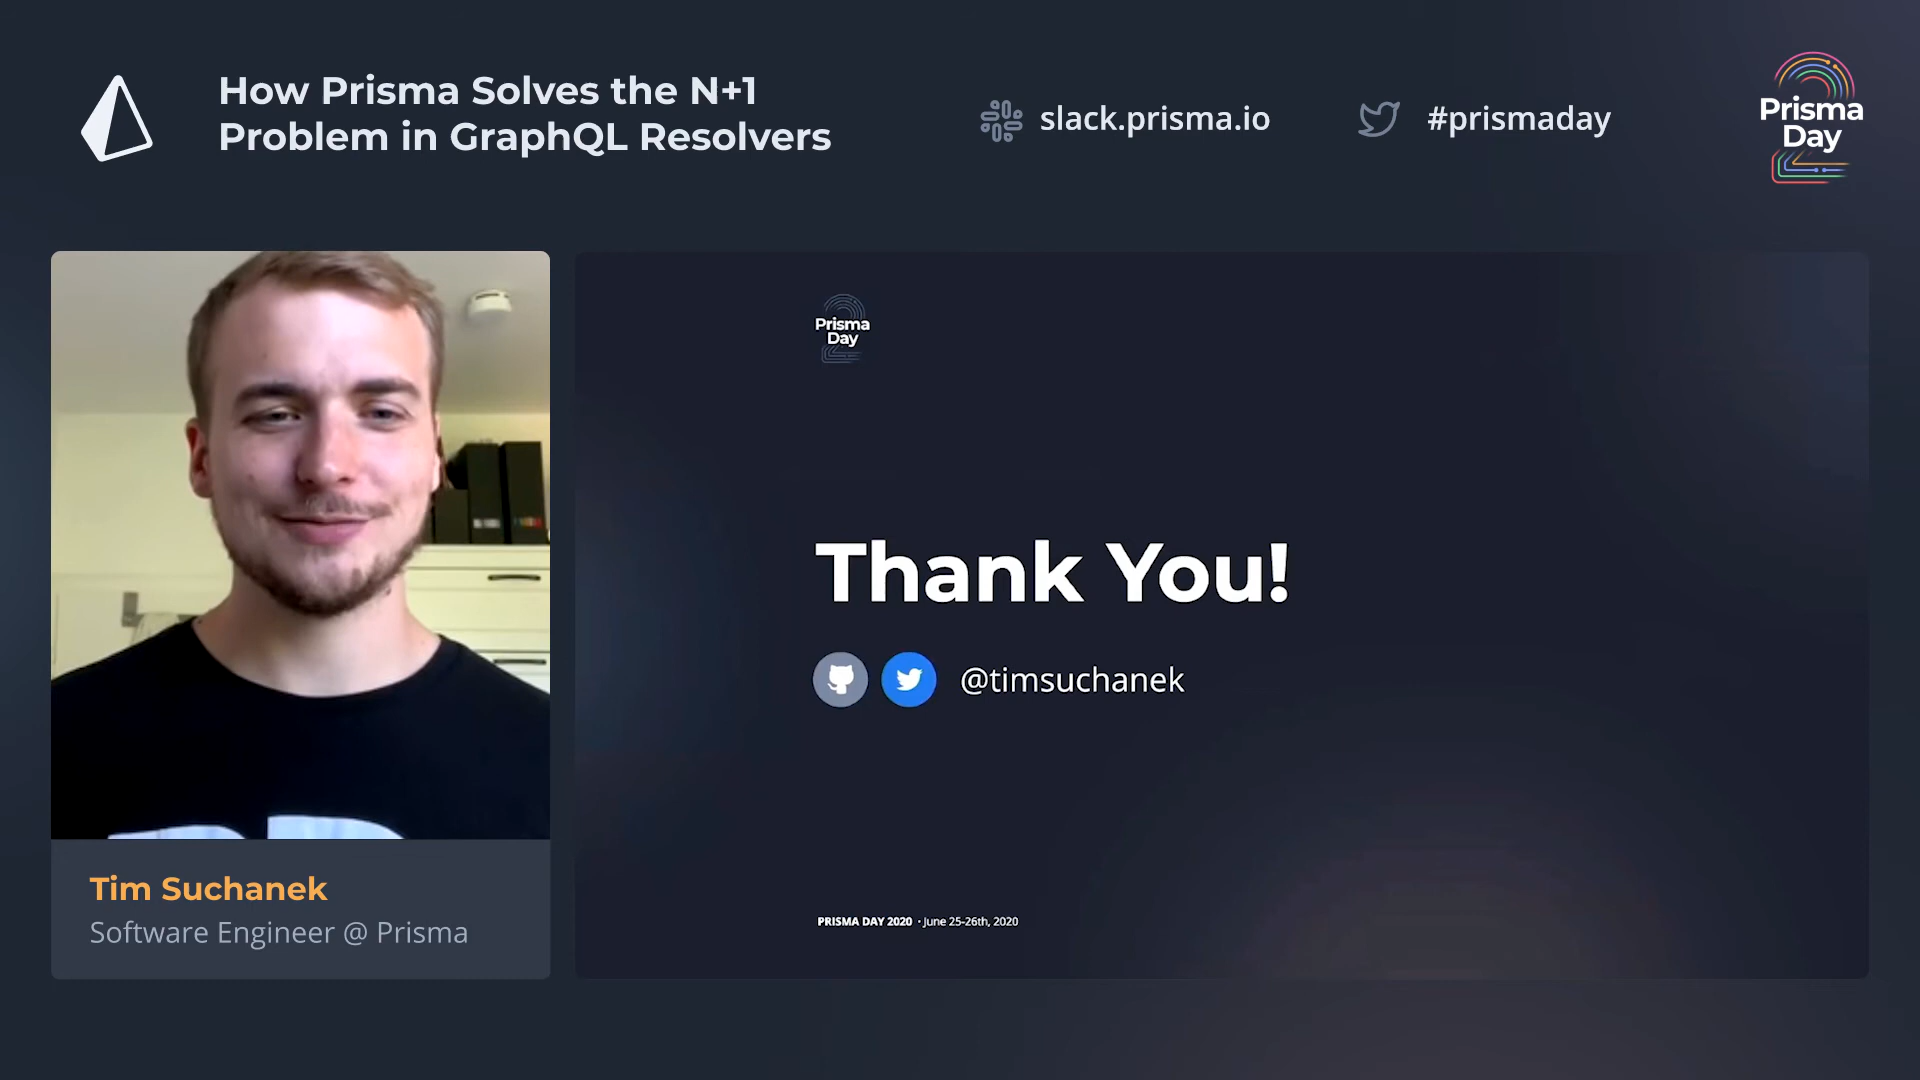 How Prisma Solves the N+1
Problem in GraphQL Resolvers
slack.prisma.io
#prismaday
Prisma
Day
Prisma
Day
Thank You!
@timsuchanek
Tim Suchanek
Software Engineer @ Prisma
PRISMA DAY 2020 · June 25-26th, 2020